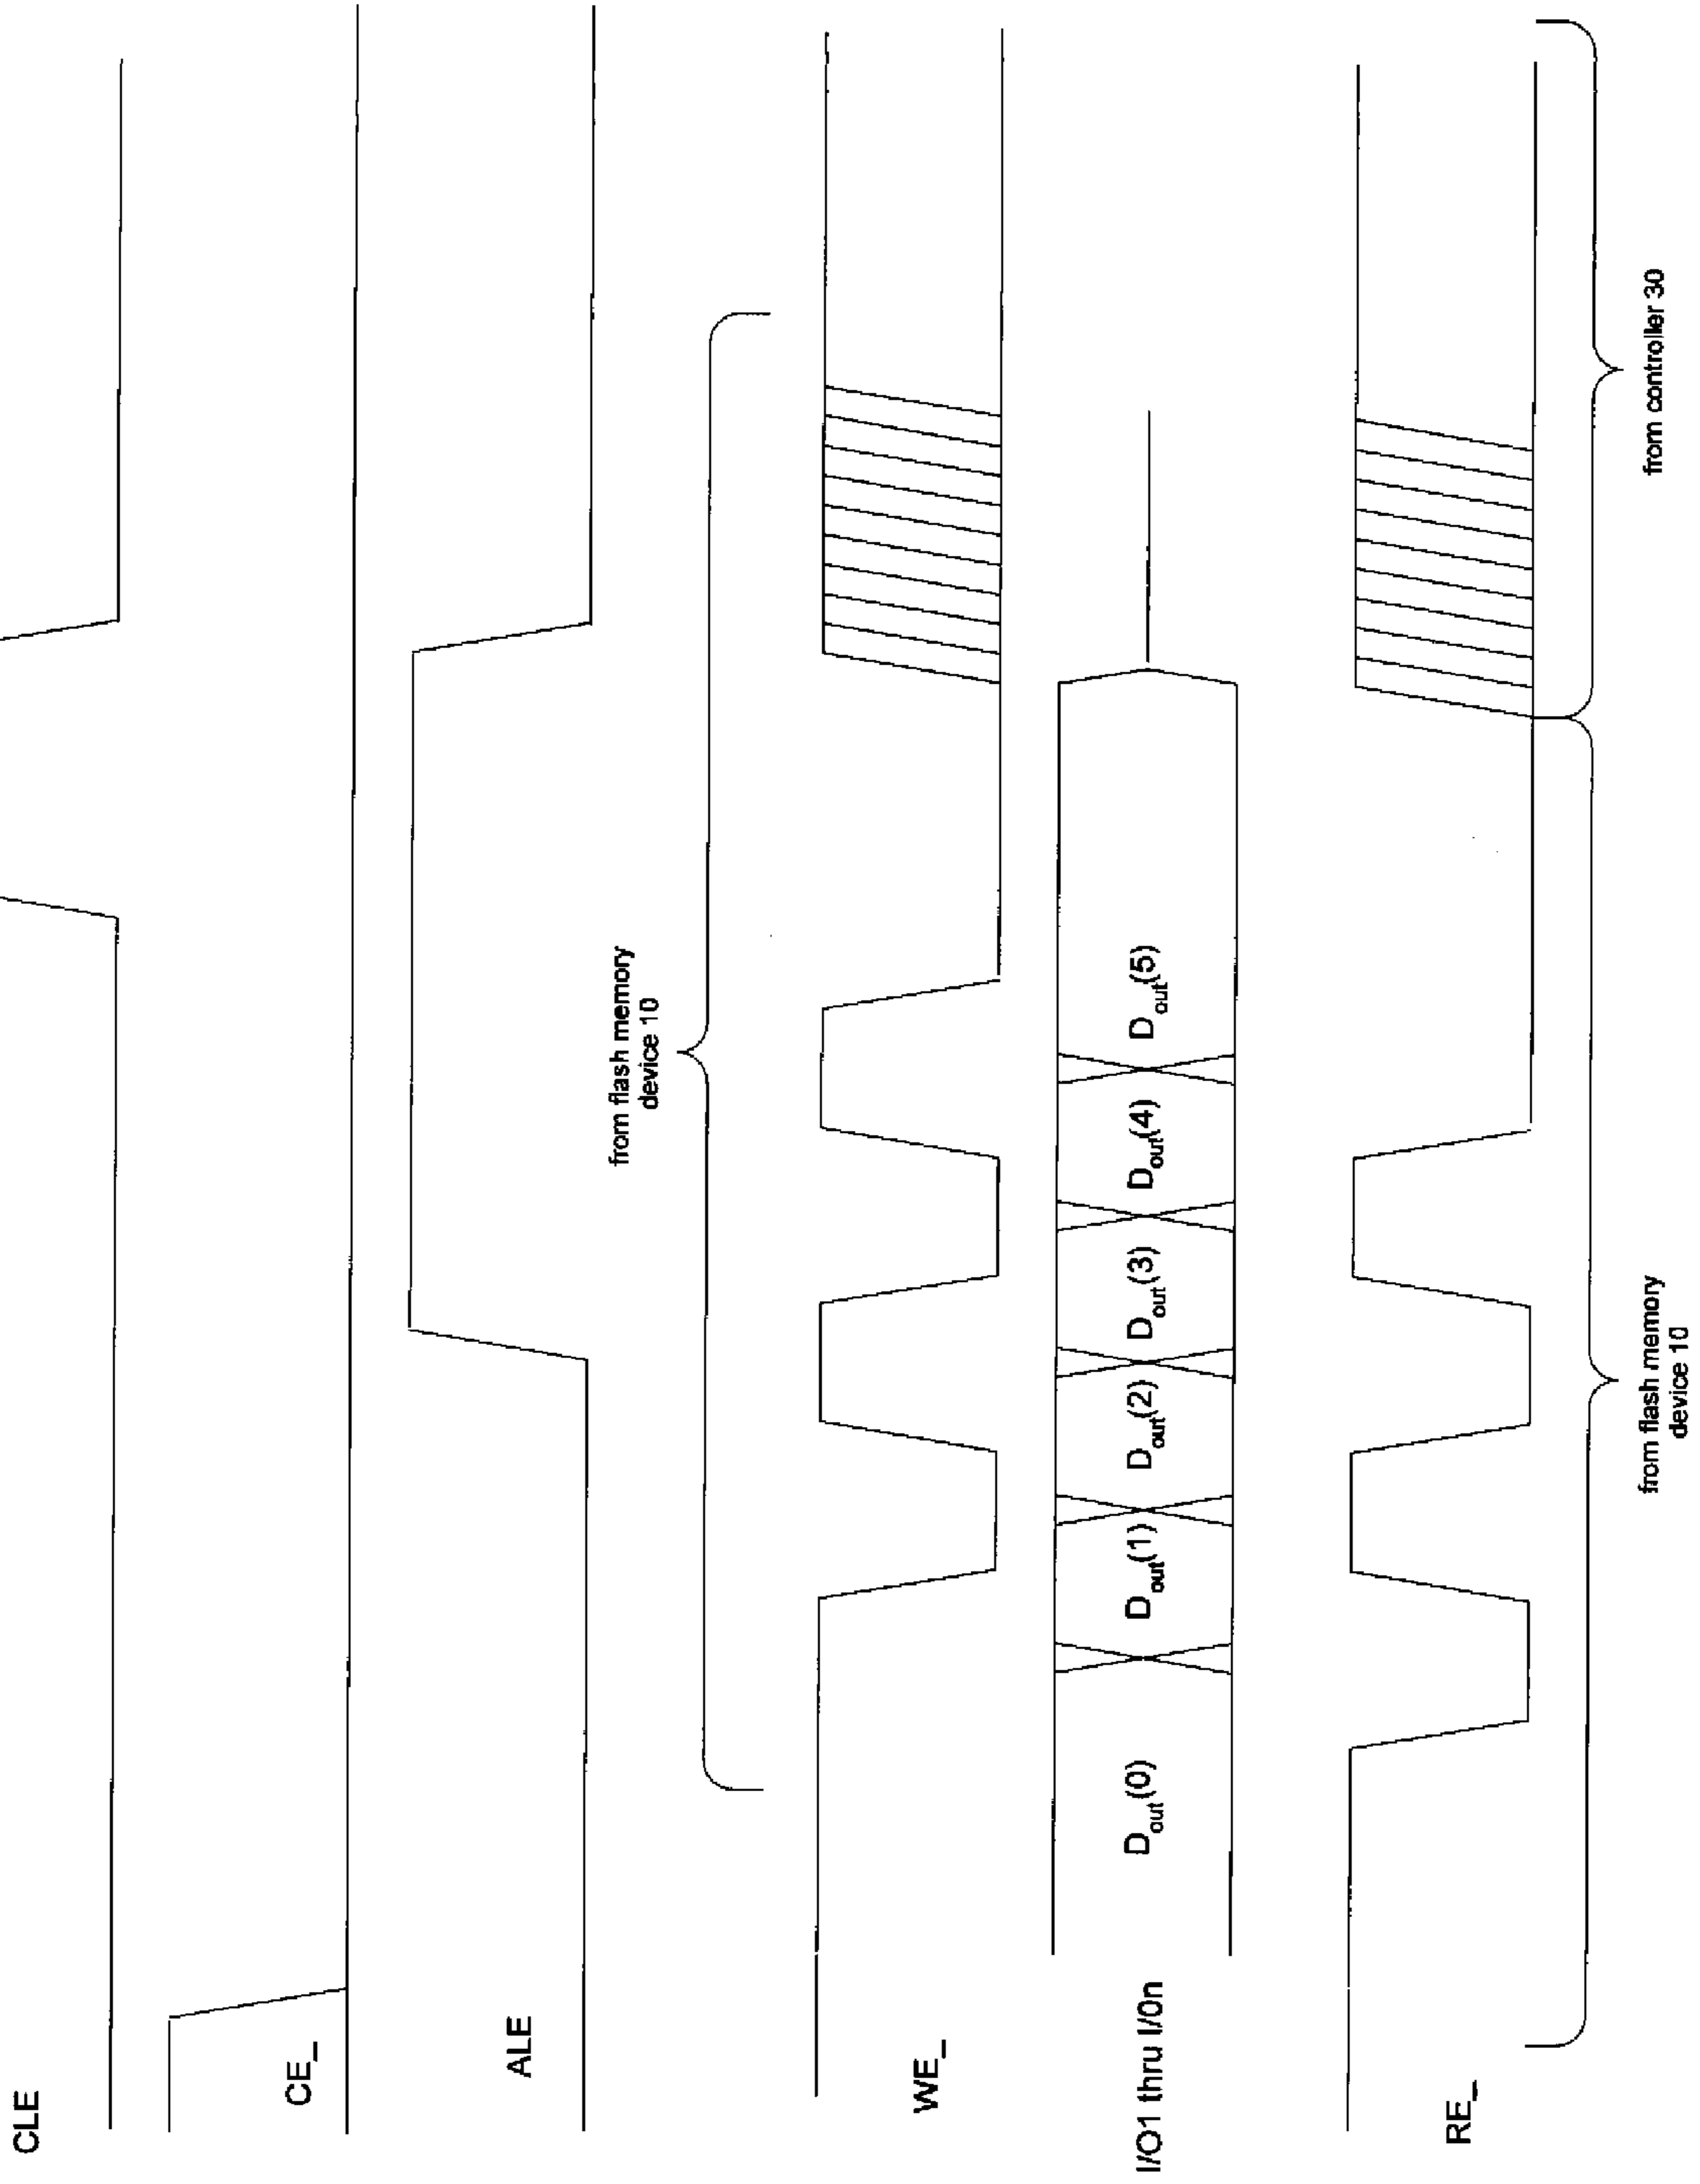 CLE
CE_
ALE
from flash memory
device 10
WE_
I/O1 thru I/0n
Dout(0)
Dout(1)
Dout(2)
Dout(3)
Dout(4)
Dout(5)
RE_
from flash memory
device 10
from controller 30